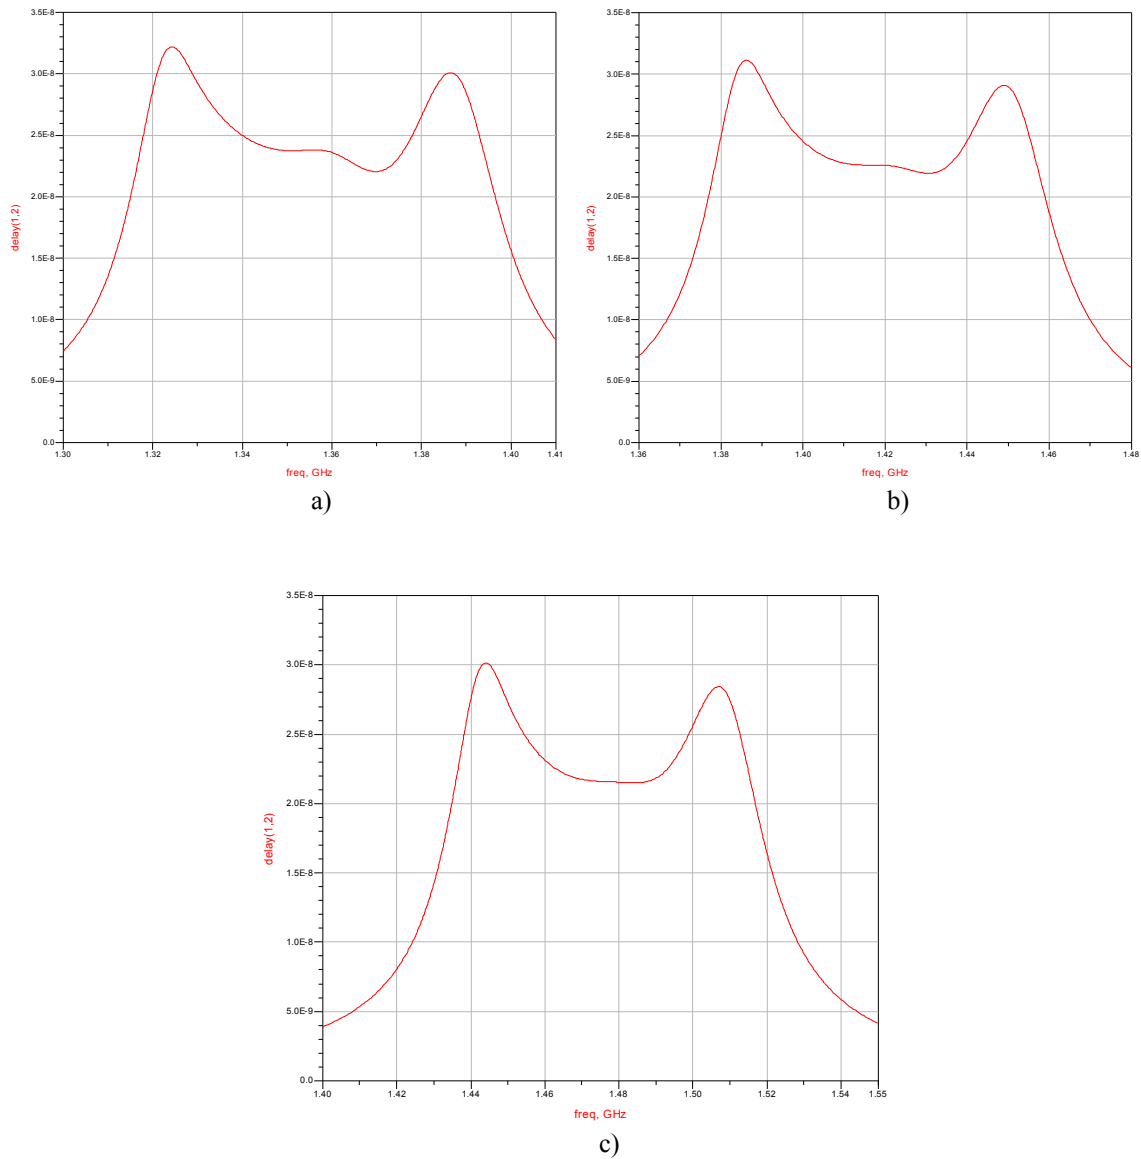 3.5E-8
3.0E-8
2.5E-8
2.0E-8
1.5E-8
1.0E-8
5.0E-9
0.0
delay(1,2)
1.30 1.32 1.34 1.36 1.38 1.40 1.41
freq, GHz
a)
3.5E-8
3.0E-8
2.5E-8
2.0E-8
1.5E-8
1.0E-8
5.0E-9
0.0
delay(1,2)
1.36 1.38 1.40 1.42 1.44 1.46 1.48
freq, GHz
b)
3.5E-8
3.0E-8
2.5E-8
2.0E-8
1.5E-8
1.0E-8
5.0E-9
0.0
delay(1,2)
1.40 1.42 1.44 1.46 1.48 1.50 1.52 1.54 1.55
freq, GHz
c)